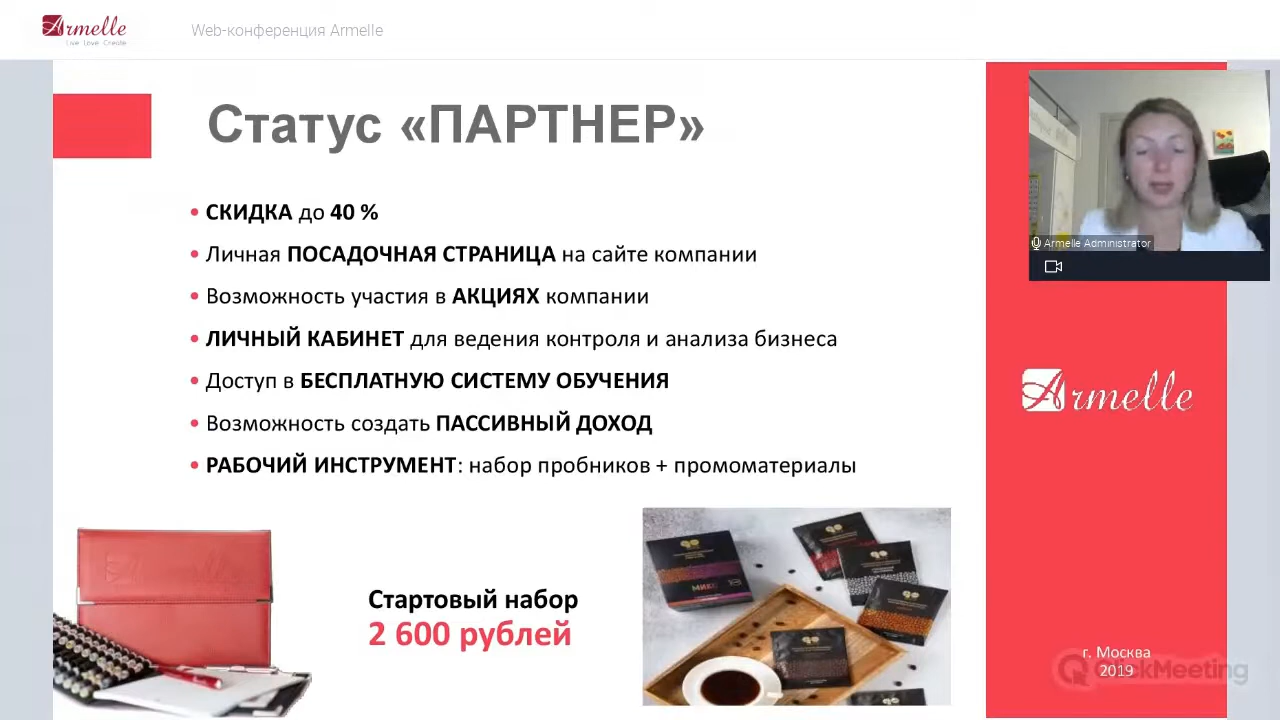 Armelle
Live Love Create
Web-конференция Armelle
Статус «ПАРТНЕР»
• СКИДКА до 40 %
• Личная ПОСАДОЧНАЯ СТРАНИЦА на сайте компании
• Возможность участия в АКЦИЯХ компании
• ЛИЧНЫЙ КАБИНЕТ для ведения контроля и анализа бизнеса
• Доступ в БЕСПЛАТНУЮ СИСТЕМУ ОБУЧЕНИЯ
• Возможность создать ПАССИВНЫЙ ДОХОД
• РАБОЧИЙ ИНСТРУМЕНТ: набор пробников + промоматериалы
Стартовый набор
2 600 рублей
МИКС
Armelle Administrator
Armelle
г. Москва
2019
ClickMeeting